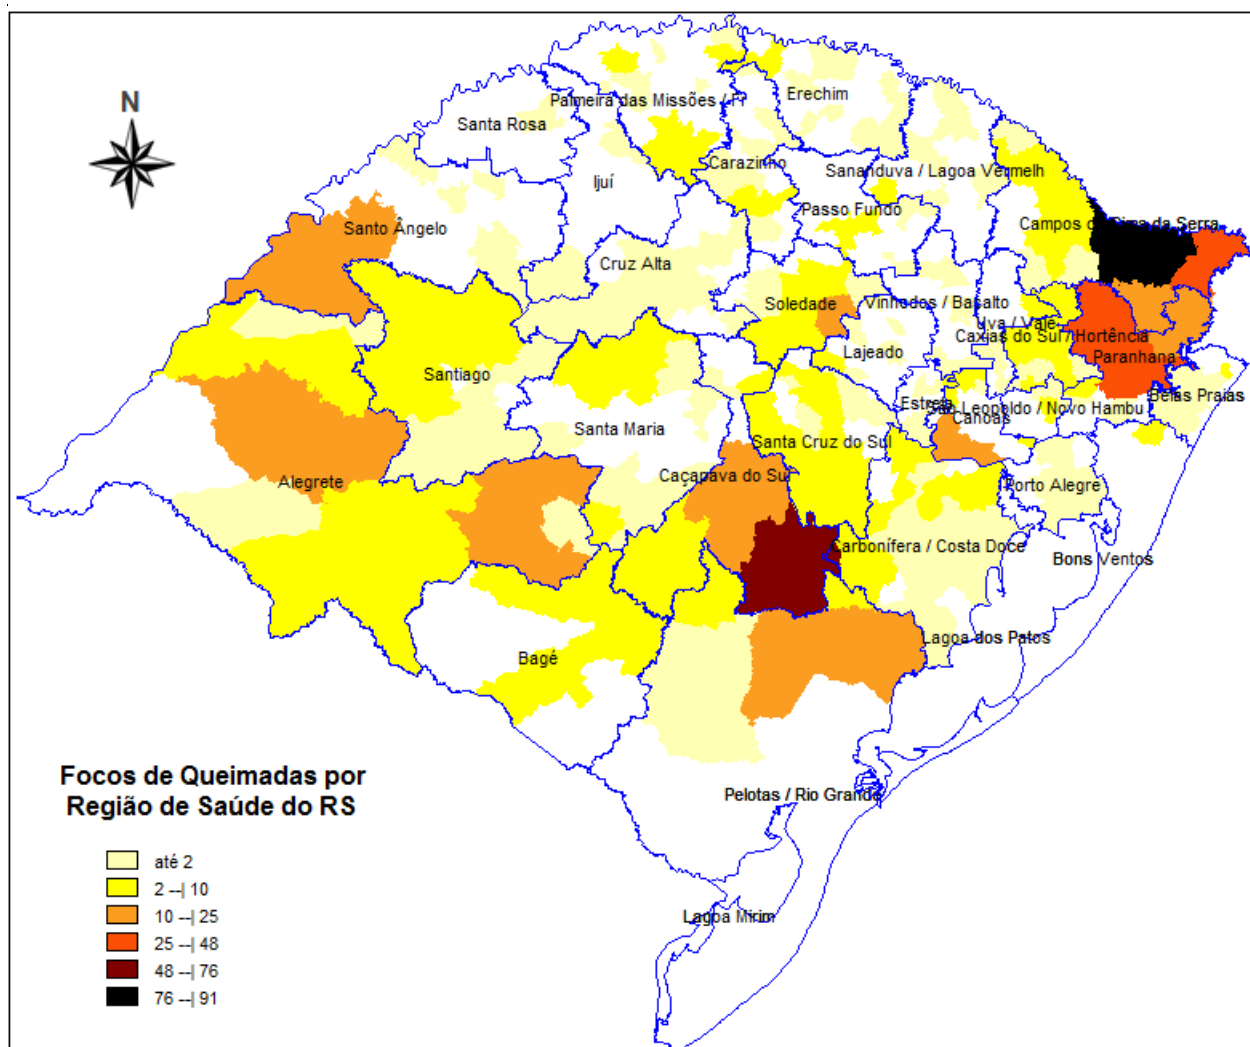 N
Palmeira das Missões / Fr
Erechim
Santa Rosa
Carazinho
Sananduva / Lagoa Vermelh
Ijuí
Passo Fundo
Santo Ângelo
Campos de Cima da Serra
Cruz Alta
Soledade
Vinhedos / Basalto
Uva / Vale
Caxias do Sul / Hortência
Lajeado
Paranhana
Santiago
Belas Praias
Estrela
São Leopoldo / Novo Hambu
Canoas
Santa Maria
Santa Cruz do Sul
Caçapava do Sul
Alegrete
Porto Alegre
Carbonífera / Costa Doce
Bons Ventos
Lagoa dos Patos
Bagé
Focos de Queimadas por
Região de Saúde do RS
Pelotas / Rio Grande
até 2
2 --| 10
10 --| 25
Lagoa Mirim
25 --| 48
48 --| 76
76 --| 91